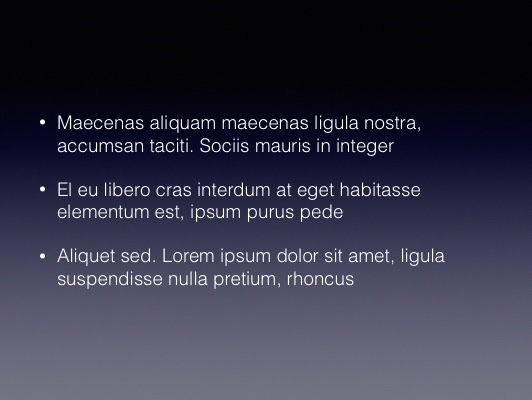 • Maecenas aliquam maecenas ligula nostra,
accumsan taciti. Sociis mauris in integer
• El eu libero cras interdum at eget habitasse
elementum est, ipsum purus pede
• Aliquet sed. Lorem ipsum dolor sit amet, ligula
suspendisse nulla pretium, rhoncus